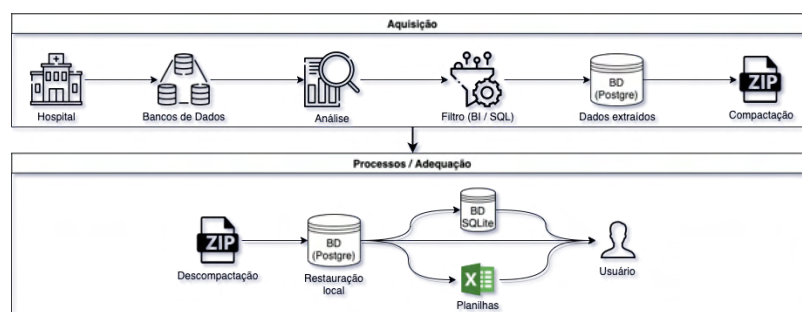 Aquisição
BD
(Postgre)
ZIP
Hospital
Bancos de Dados
Análise
Filtro (BI / SQL)
Dados extraídos
Compactação
Processos / Adequação
ZIP
BD
(Postgre)
BD
SQLite
X
Descompactação
Restauração
local
Planilhas
Usuário